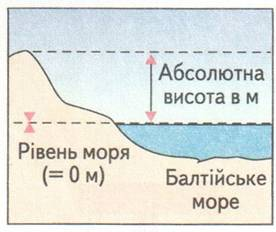 Абсолютна
висота в м
Рівень моря
(= 0 м)
Балтійське
море